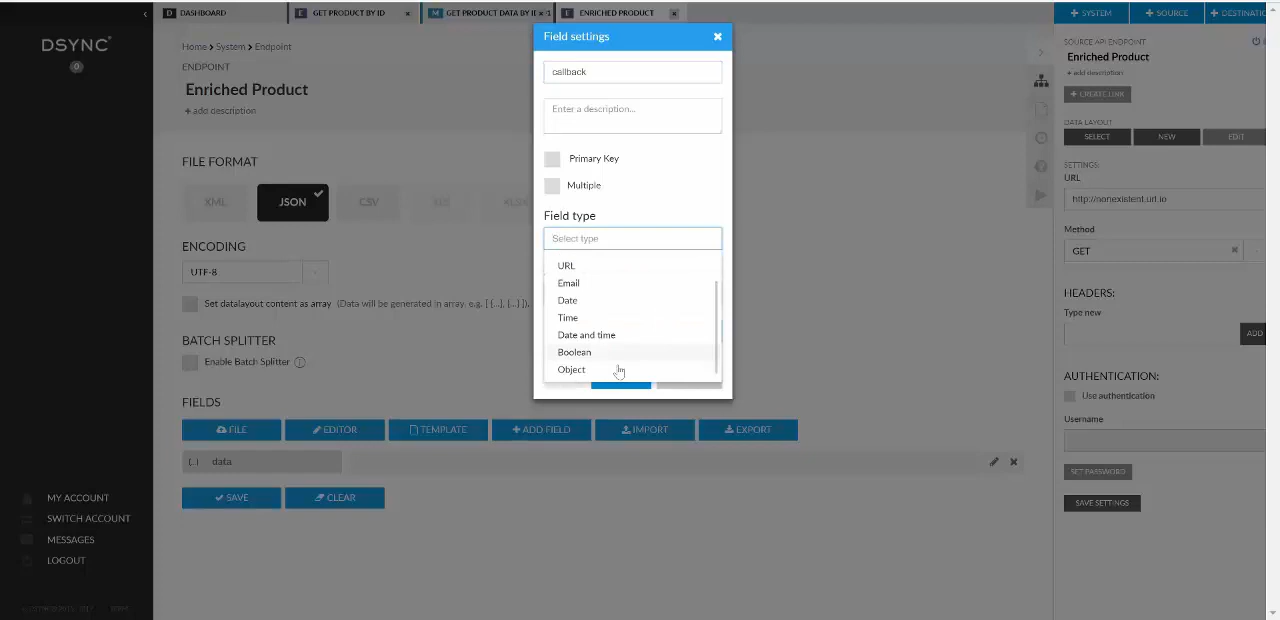 D DASHBOARD
E GET PRODUCT BY ID
M GET PRODUCT DATA BY ID
E ENRICHED PRODUCT
+ SYSTEM
+ SOURCE
+ DESTINATIO
DSYNC
0
Home > System > Endpoint
ENDPOINT
Enriched Product
+ add description
FILE FORMAT
XML
JSON
CSV
XLS
XLSX
ENCODING
UTF-8
Set datalayout content as array (Data will be generated in array. e.g. [ {...}, {...} ]).
BATCH SPLITTER
Enable Batch Splitter
FIELDS
FILE
EDITOR
TEMPLATE
+ ADD FIELD
IMPORT
EXPORT
[..] data
SAVE
CLEAR
Field settings
callback
Enter a description...
Primary Key
Multiple
Field type
Select type
URL
Email
Date
Time
Date and time
Boolean
Object
SOURCE API ENDPOINT
Enriched Product
+ add description
+ CREATE LINK
DATA LAYOUT
SELECT
NEW
EDIT
SETTINGS:
URL
http://nonexistent.url.io
Method
GET
HEADERS:
Type new
ADD
AUTHENTICATION:
Use authentication
Username
SET PASSWORD
SAVE SETTINGS
MY ACCOUNT
SWITCH ACCOUNT
MESSAGES
LOGOUT